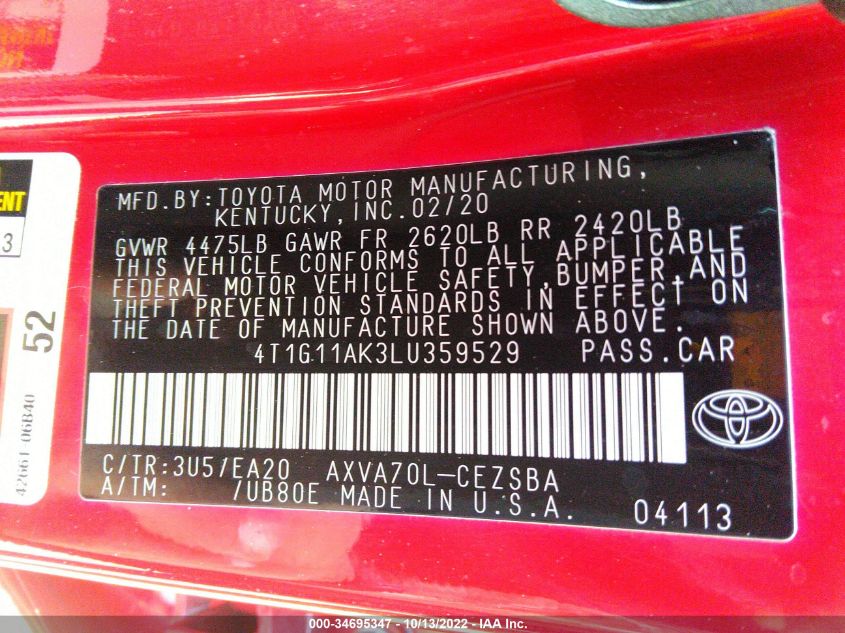 MFD.BY:TOYOTA MOTOR MANUFACTURING,
KENTUCKY,INC.02/20
GVWR 4475LB GAWR FR 2620LB RR 2420LB
THIS VEHICLE CONFORMS TO ALL APPLICABLE
FEDERAL MOTOR VEHICLE SAFETY,BUMPER,AND
THEFT PREVENTION STANDARDS IN EFFECT ON
THE DATE OF MANUFACTURE SHOWN ABOVE.
4T1G11AK3LU359529 PASS.CAR
C/TR:3U5/EA20 AXVA70L-CEZSBA
A/TM: /UB80E MADE IN U.S.A.
04113
3
52
42661-06B40
000-34695347 - 10/13/2022 - IAA Inc.